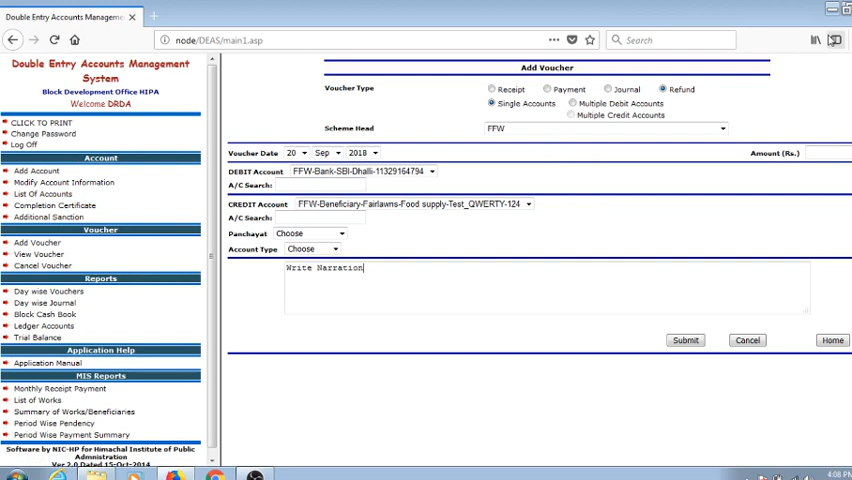 Double Entry Accounts Manageme
node/DEAS/main1.asp
Search
Double Entry Accounts Management
System
Block Development Office HIPA
Welcome DRDA
CLICK TO PRINT
Change Password
Log Off
Account
Add Account
Modify Account Information
List Of Accounts
Completion Certificate
Additional Sanction
Voucher
Add Voucher
View Voucher
Cancel Voucher
Reports
Day wise Vouchers
Day wise Journal
Block Cash Book
Ledger Accounts
Trial Balance
Application Help
Application Manual
MIS Reports
Monthly Receipt Payment
List of Works
Summary of Works/Beneficiaries
Period Wise Pendency
Period Wise Payment Summary
Software by NIC-HP for Himachal Institute of Public
Admnistration
Ver 2.0 Dated 15-Oct-2014
Add Voucher
Voucher Type
Receipt Payment Journal Refund
Single Accounts Multiple Debit Accounts
Multiple Credit Accounts
Scheme Head FFW
Voucher Date 20 Sep 2018 Amount (Rs.)
DEBIT Account FFW-Bank-SBI-Dhalli-11329164794
A/C Search:
CREDIT Account FFW-Beneficiary-Fairlawns-Food supply-Test_QWERTY-124
A/C Search:
Panchayat Choose
Account Type Choose
Write Narration
Submit Cancel Home
4:08 PM